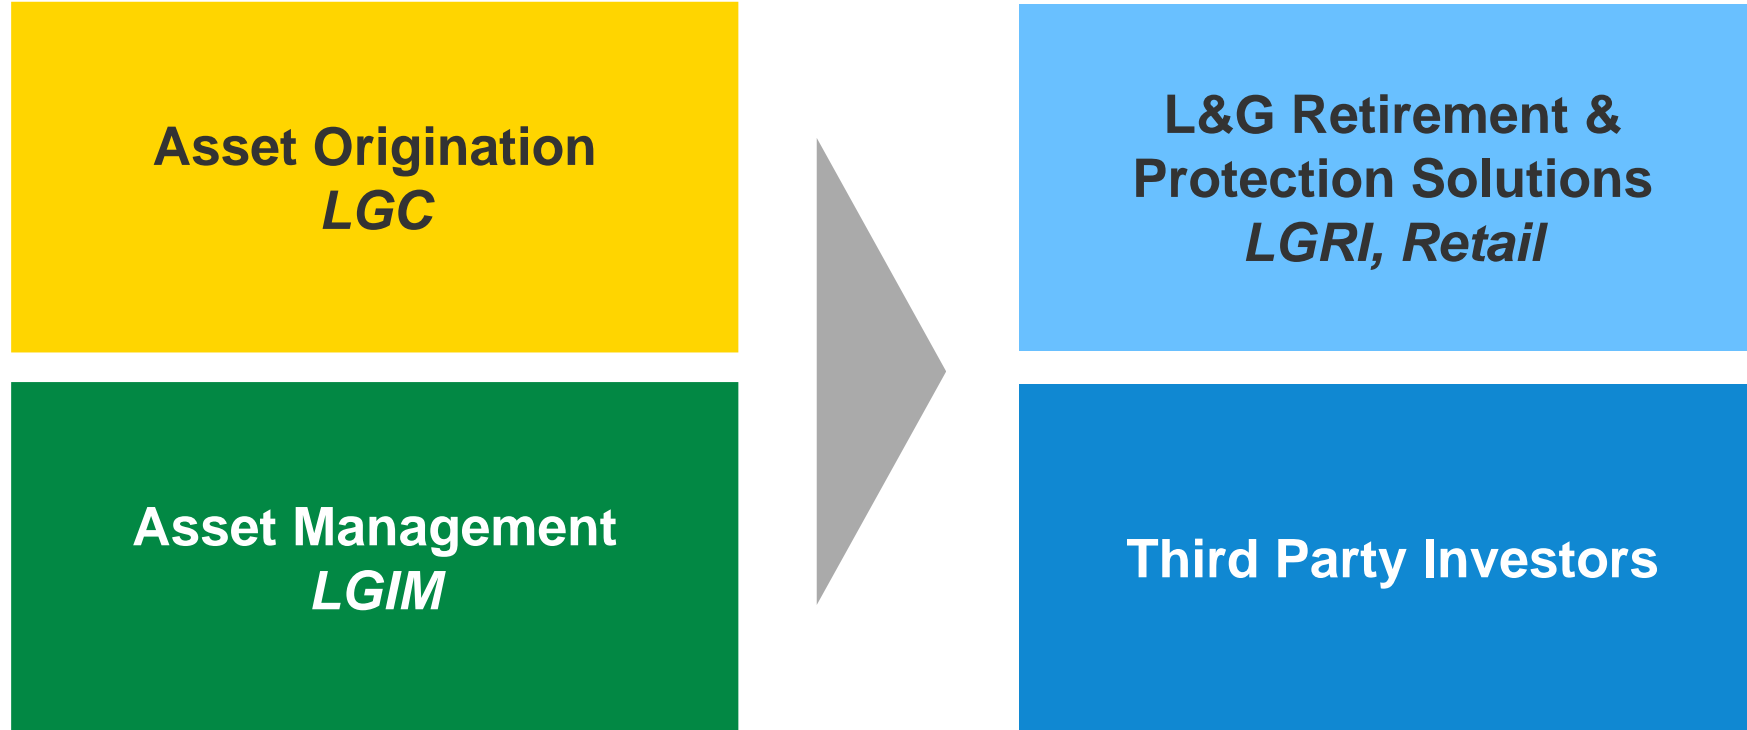 Asset Origination
LGC
Asset Management
LGIM
L&G Retirement &
Protection Solutions
LGRI, Retail
Third Party Investors